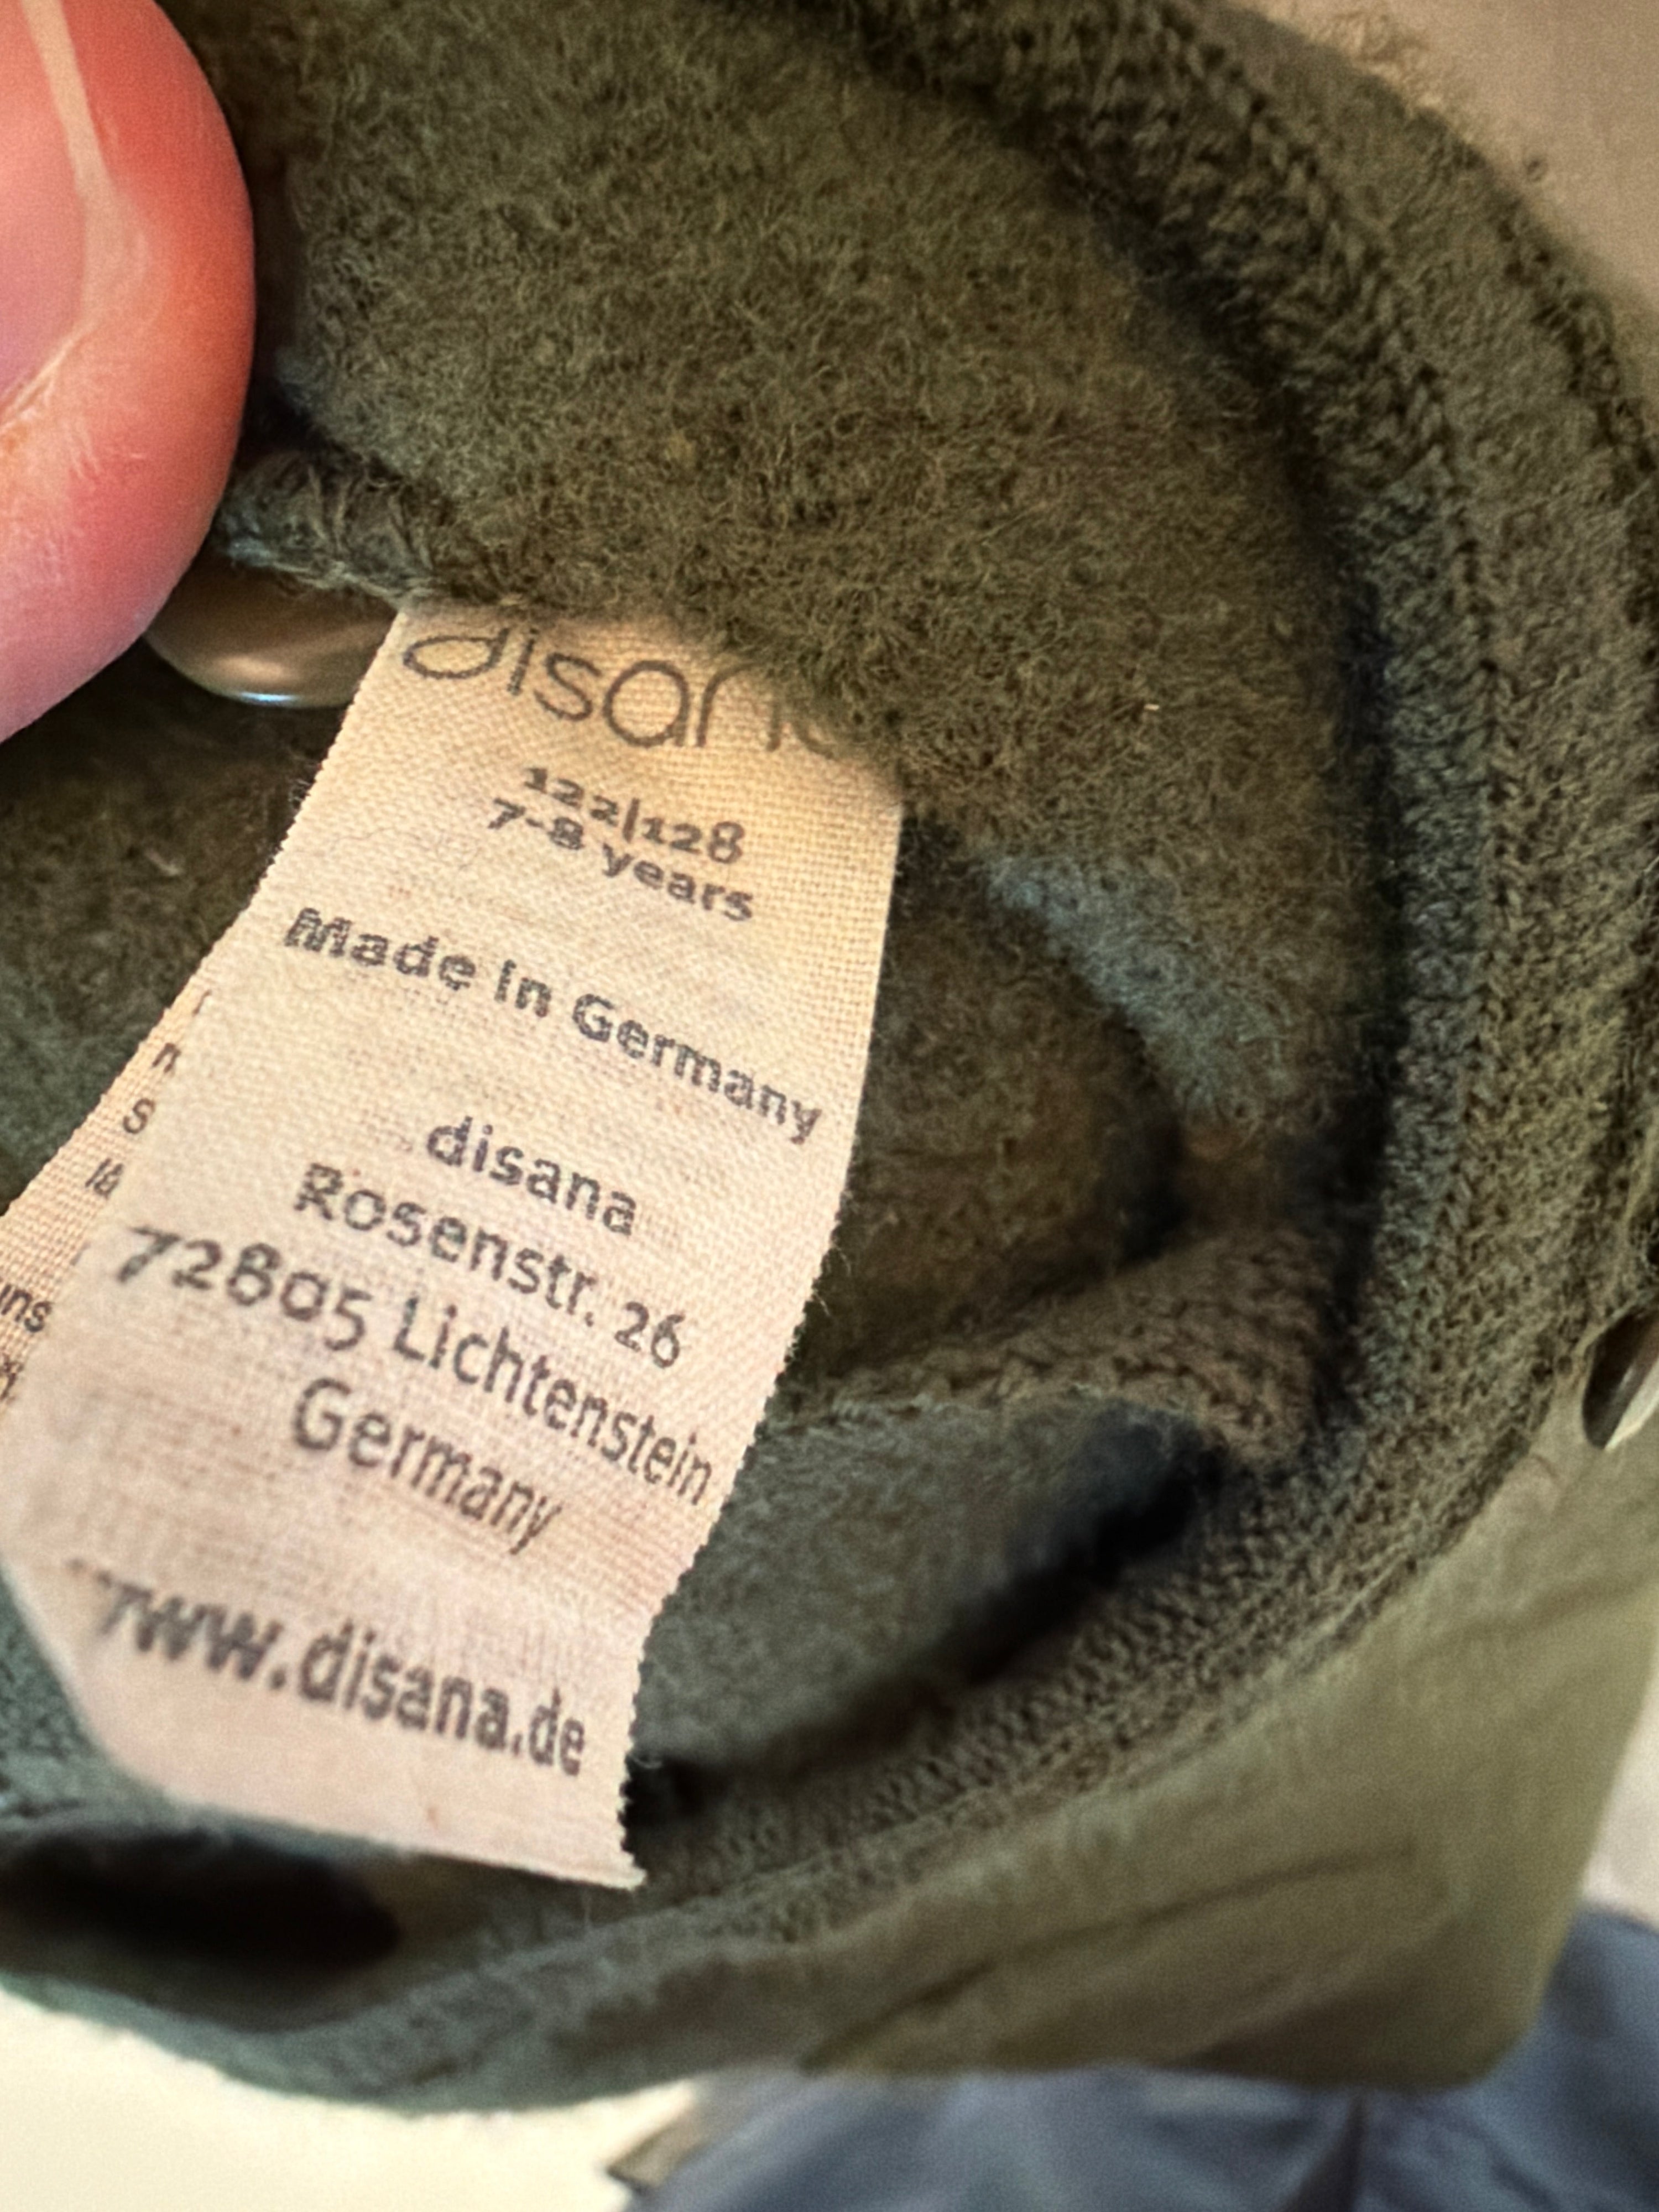 disana
122|128
7-8 years
Made in Germany
disana
Rosenstr. 26
72805 Lichtenstein
Germany
www.disana.de